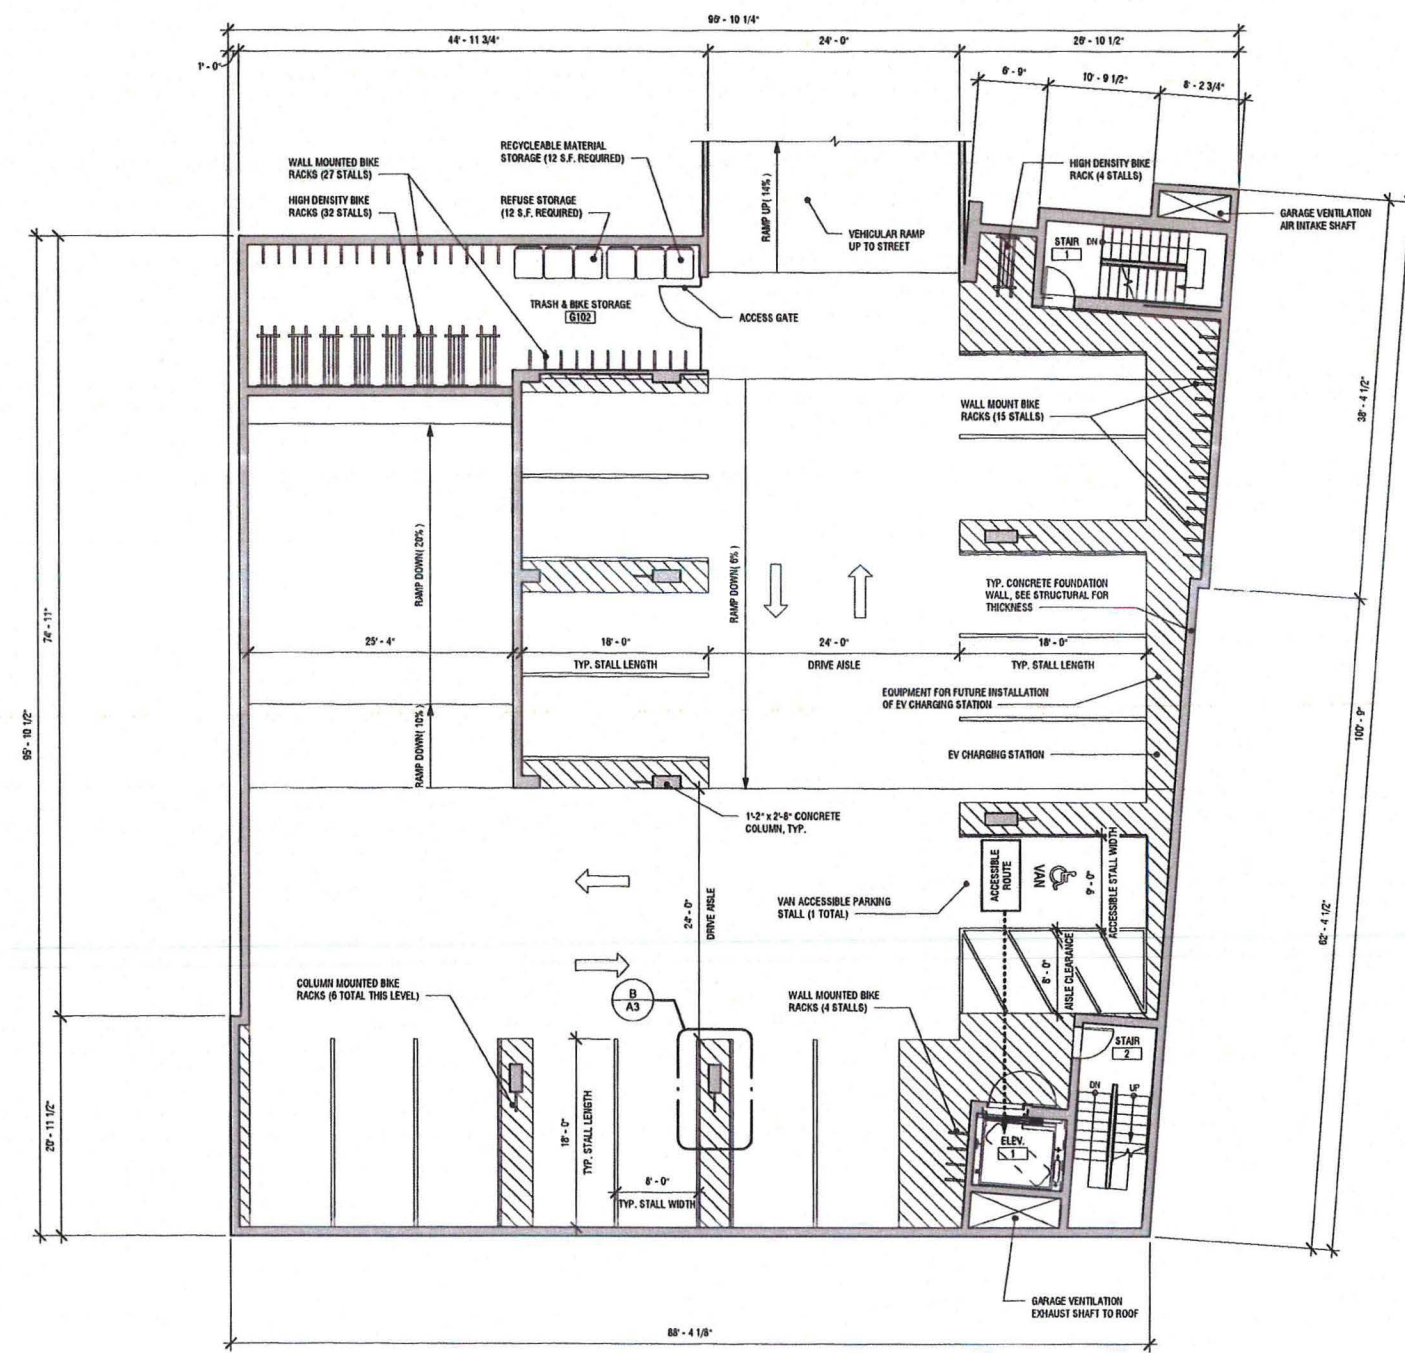 96' - 10 1/4"
44' - 11 3/4"
24' - 0"
26' - 10 1/2"
1' - 0"
6' - 9"
10' - 9 1/2"
8' - 2 3/4"
WALL MOUNTED BIKE
RACKS (27 STALLS)
HIGH DENSITY BIKE
RACKS (32 STALLS)
RECYCLEABLE MATERIAL
STORAGE (12 S.F. REQUIRED)
REFUSE STORAGE
(12 S.F. REQUIRED)
RAMP UP( 14% )
VEHICULAR RAMP
UP TO STREET
HIGH DENSITY BIKE
RACK (4 STALLS)
GARAGE VENTILATION
AIR INTAKE SHAFT
STAIR
1
DN
TRASH & BIKE STORAGE
G102
ACCESS GATE
WALL MOUNT BIKE
RACKS (15 STALLS)
38' - 4 1/2"
RAMP DOWN( 20% )
RAMP DOWN( 6% )
TYP. CONCRETE FOUNDATION
WALL, SEE STRUCTURAL FOR
THICKNESS
74' - 11"
95' - 10 1/2"
25' - 4"
18' - 0"
TYP. STALL LENGTH
24' - 0"
DRIVE AISLE
18' - 0"
TYP. STALL LENGTH
EQUIPMENT FOR FUTURE INSTALLATION
OF EV CHARGING STATION
EV CHARGING STATION
100' - 9"
RAMP DOWN( 10% )
1'-2" x 2'-8" CONCRETE
COLUMN, TYP.
ACCESSIBLE
ROUTE
VAN
9' - 0"
ACCESSIBLE STALL WIDTH
VAN ACCESSIBLE PARKING
STALL (1 TOTAL)
24' - 0"
DRIVE AISLE
62' - 4 1/2"
8' - 0"
AISLE CLEARANCE
COLUMN MOUNTED BIKE
RACKS (6 TOTAL THIS LEVEL)
B
A3
WALL MOUNTED BIKE
RACKS (4 STALLS)
STAIR
2
DN
UP
20' - 11 1/2"
18' - 0"
TYP. STALL LENGTH
8' - 0"
TYP. STALL WIDTH
ELEV.
1
GARAGE VENTILATION
EXHAUST SHAFT TO ROOF
88' - 4 1/8"